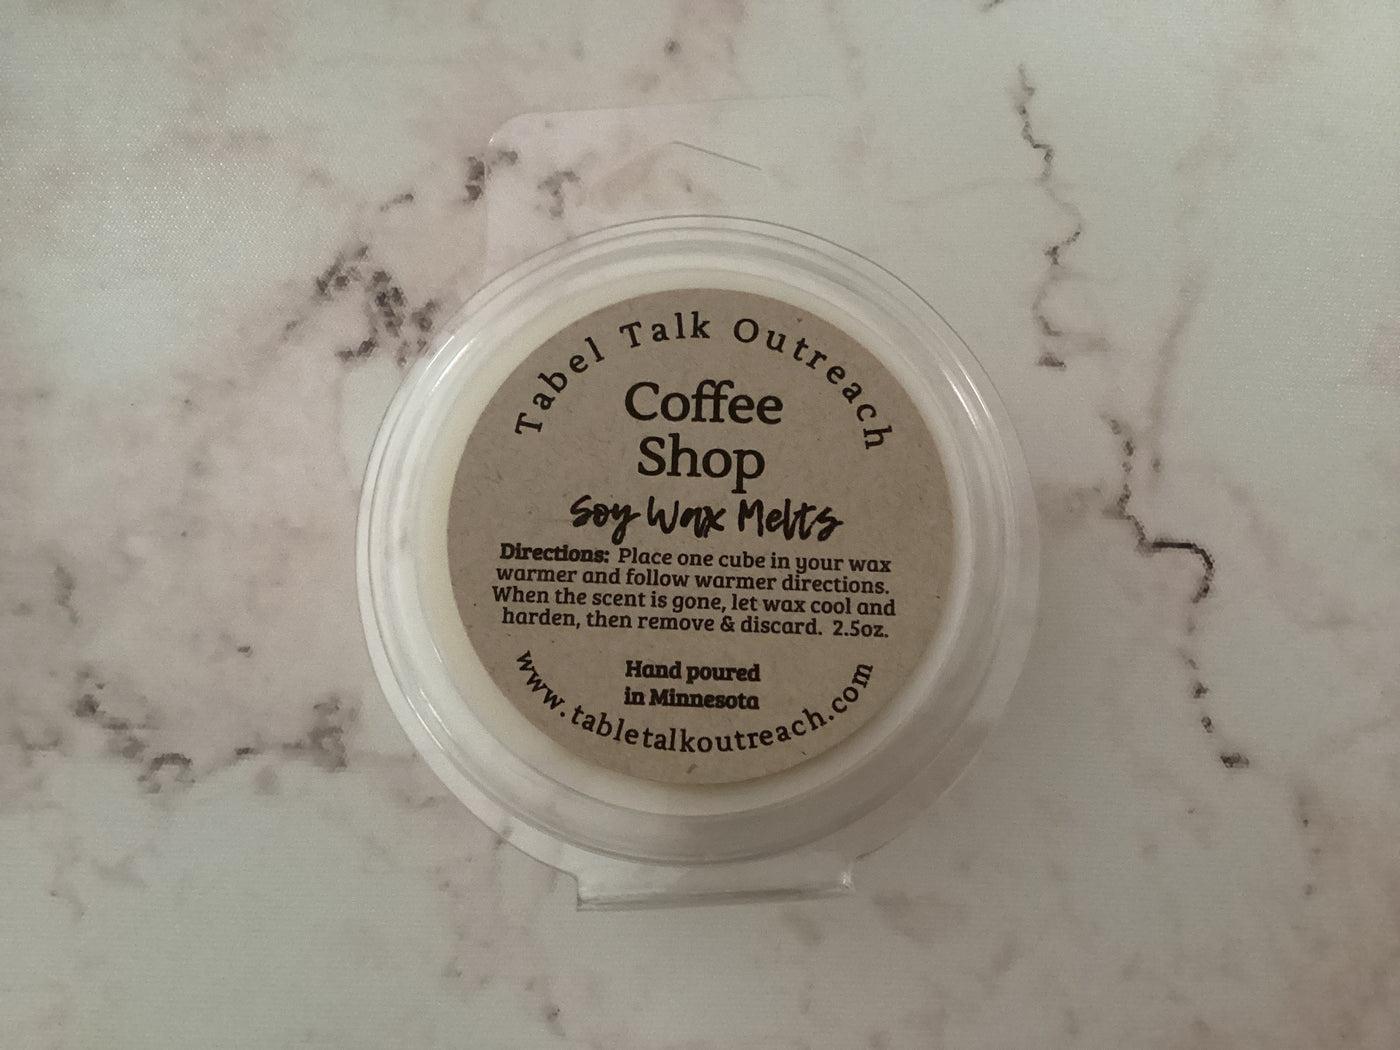 Tabel Talk Outreach
Coffee
Shop
Soy Wax Melts
Directions: Place one cube in your wax
warmer and follow warmer directions.
When the scent is gone, let wax cool and
harden, then remove & discard. 2.5oz.
Hand poured
in Minnesota
www.tabletalkoutreach.com